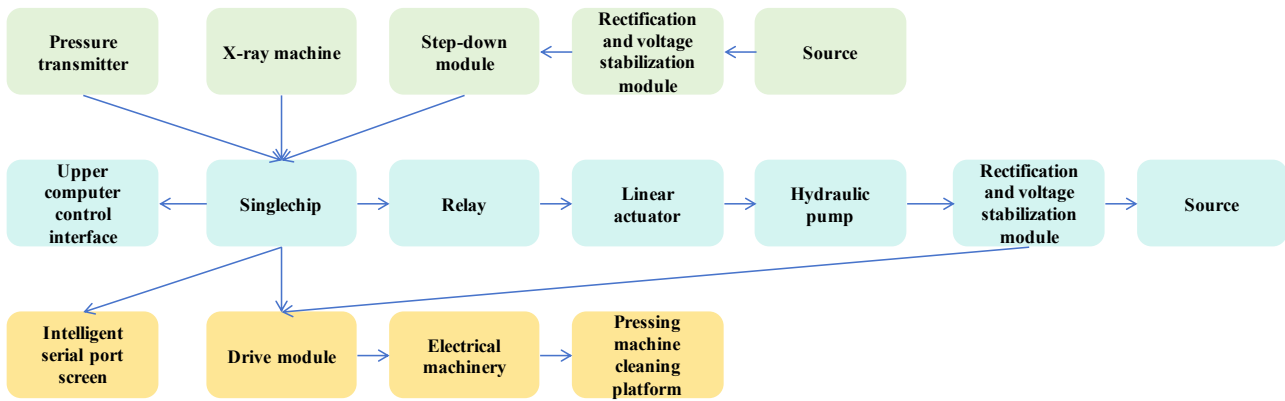 Pressure
transmitter
X-ray machine
Step-down
module
Rectification
and voltage
stabilization
module
Source
Upper
computer
control
interface
Singlechip
Relay
Linear
actuator
Hydraulic
pump
Rectification
and voltage
stabilization
module
Source
Intelligent
serial port
screen
Drive module
Electrical
machinery
Pressing
machine
cleaning
platform